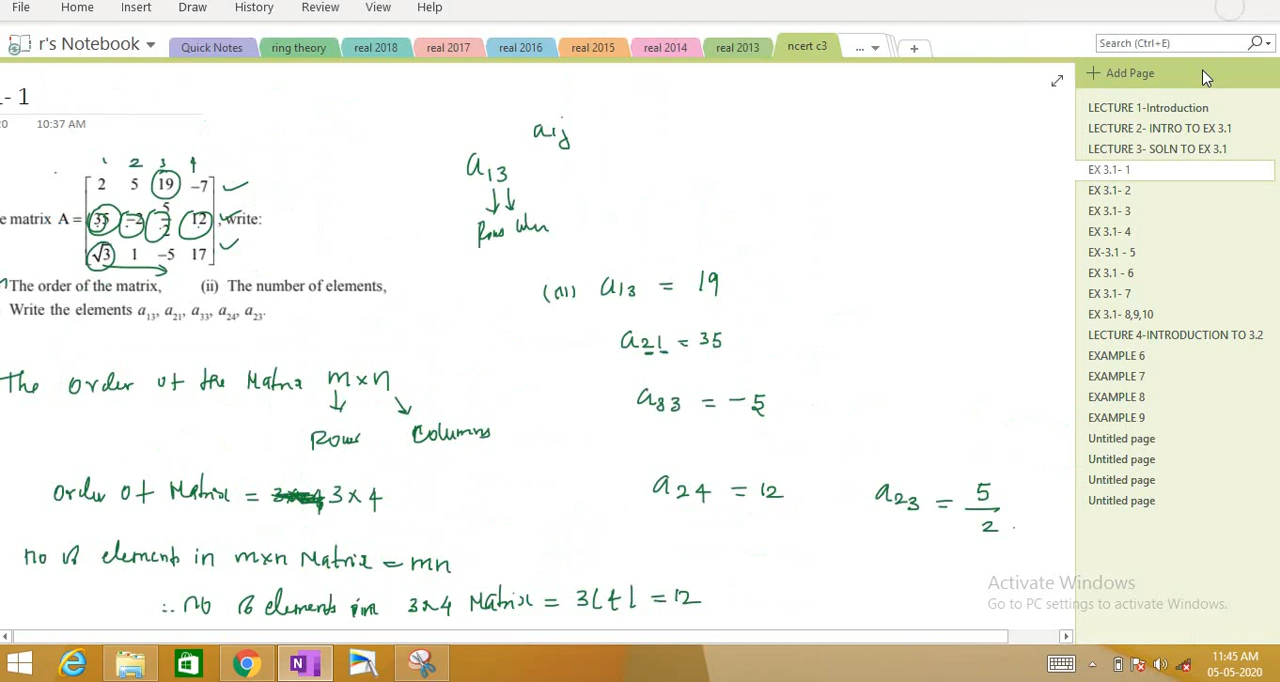 File Home Insert Draw History Review View Help
r's Notebook Quick Notes ring theory real 2018 real 2017 real 2016 real 2015 real 2014 real 2013 ncert c3 ... + Search (Ctrl+E)
+ Add Page
- 1
20 10:37 AM
LECTURE 1-Introduction
LECTURE 2- INTRO TO EX 3.1
LECTURE 3- SOLN TO EX 3.1
EX 3.1- 1
EX 3.1- 2
EX 3.1- 3
EX 3.1- 4
EX-3.1 - 5
EX 3.1 - 6
EX 3.1- 7
EX 3.1- 8,9,10
LECTURE 4-INTRODUCTION TO 3.2
EXAMPLE 6
EXAMPLE 7
EXAMPLE 8
EXAMPLE 9
Untitled page
Untitled page
Untitled page
Untitled page
1 2 3 4
2 5 19 −7
e matrix A = 35 −2 5/2 12 , write:
√3 1 −5 17
The order of the matrix, (ii) The number of elements,
Write the elements a13, a21, a33, a24, a23.
aij
a13
Rows
(iii) a13 = 19
a21 = 35
a33 = -5
a24 = 12
a23 = 5/2
The order of the Matrix m×n
Rows Columns
order of Matrix = 3×4
no of elements in m×n Matrix = mn
∴ No of elements in 3×4 Matrix = 3(4) = 12
Activate Windows
Go to PC settings to activate Windows.
11:45 AM
05-05-2020